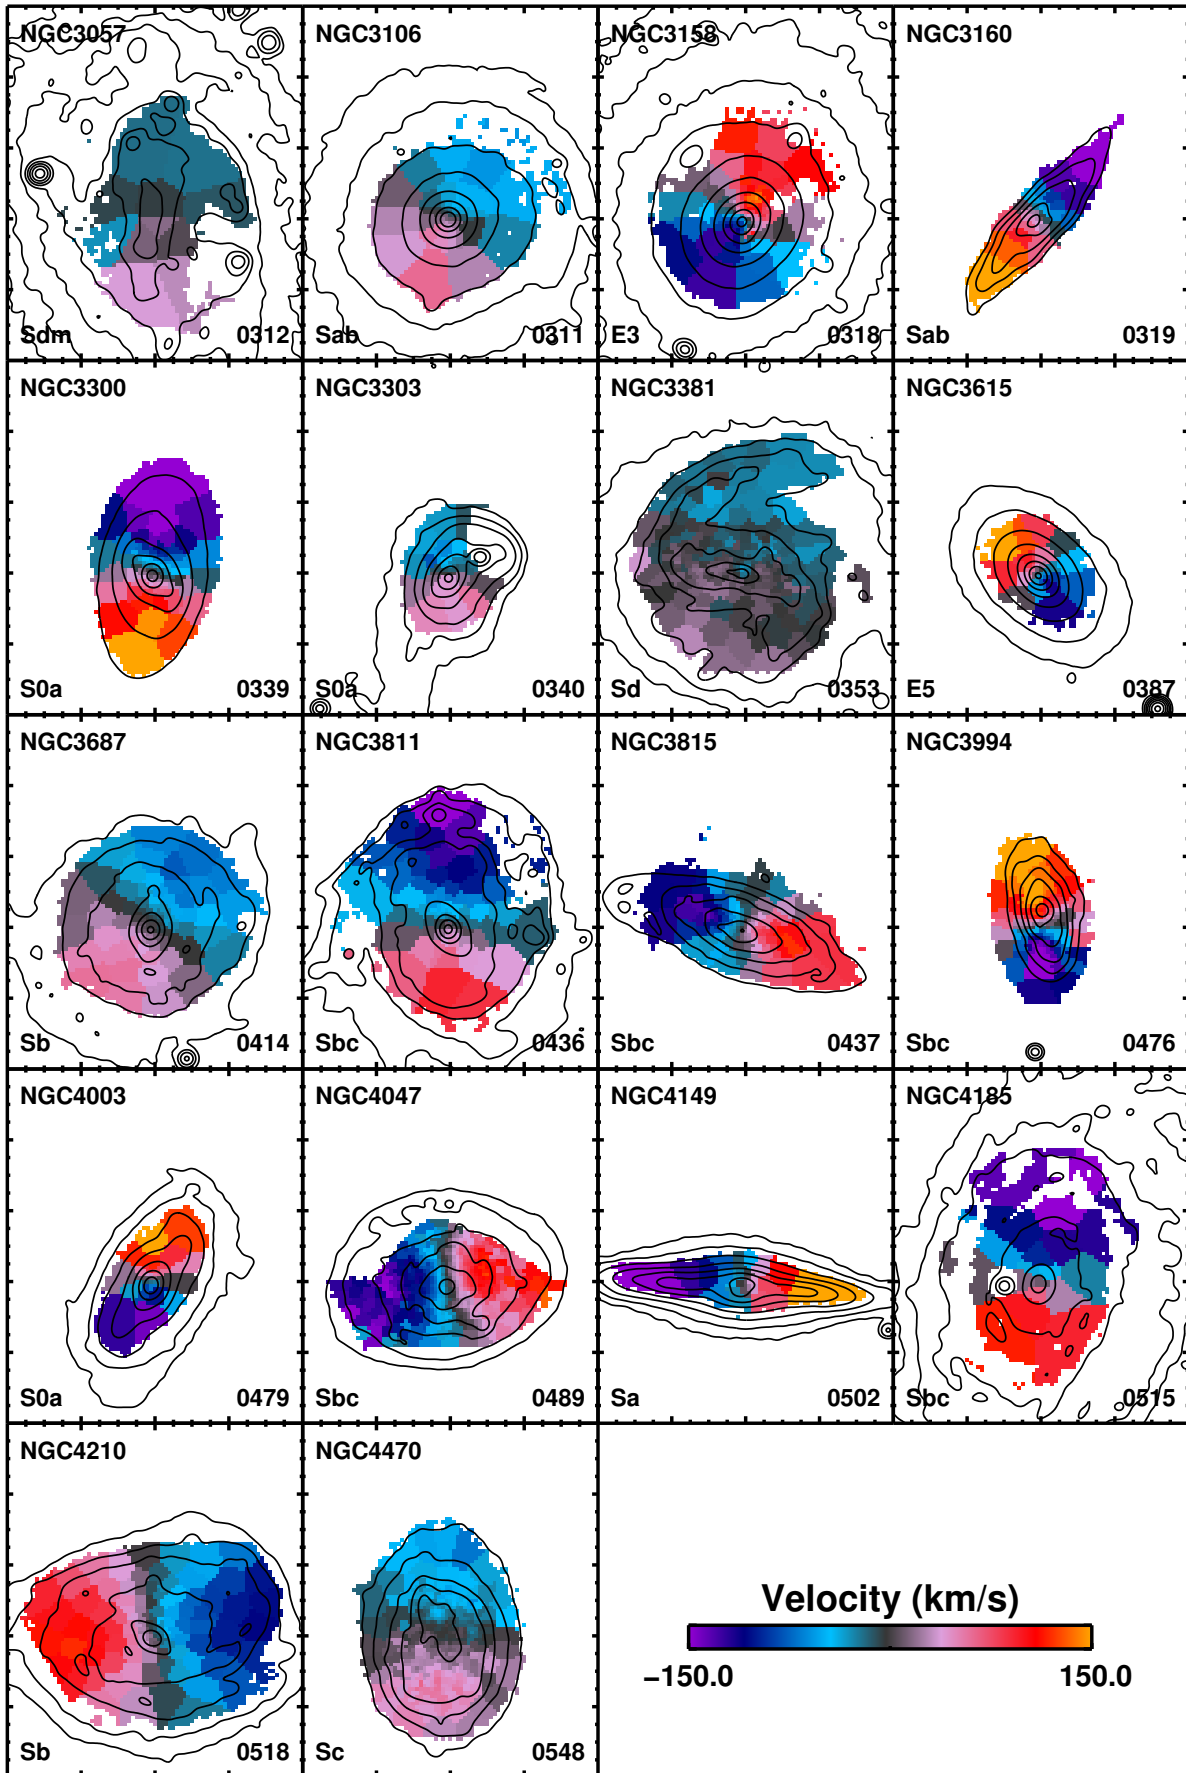 NGC3057 NGC3106 NGC3158 NGC3160
Sdm 0312 Sab 0311 E3 0318 Sab 0319
NGC3300 NGC3303 NGC3381 NGC3615
S0a 0339 S0a 0340 Sd 0353 E5 0387
NGC3687 NGC3811 NGC3815 NGC3994
Sb 0414 Sbc 0436 Sbc 0437 Sbc 0476
NGC4003 NGC4047 NGC4149 NGC4185
S0a 0479 Sbc 0489 Sa 0502 Sbc 0515
NGC4210 NGC4470
Velocity (km/s)
−150.0 150.0
Sb 0518 Sc 0548